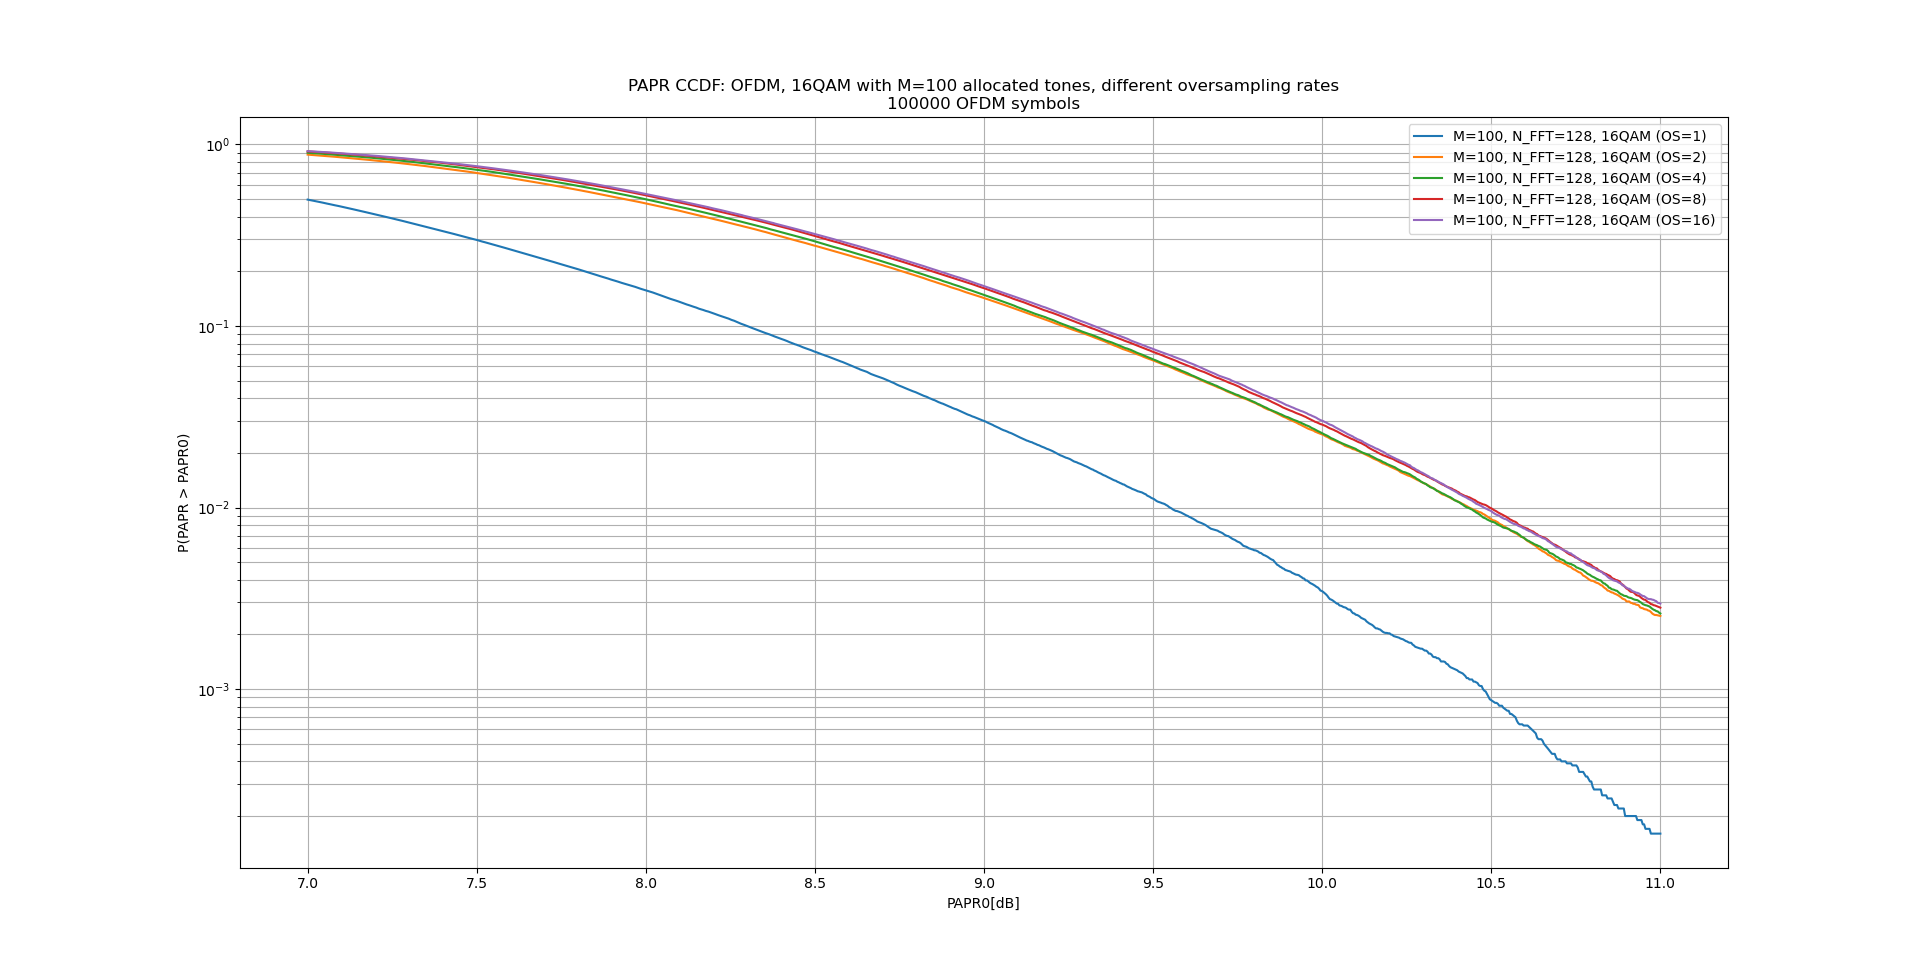 PAPR CCDF: OFDM, 16QAM with M=100 allocated tones, different oversampling rates
100000 OFDM symbols
M=100, N_FFT=128, 16QAM (OS=1)
M=100, N_FFT=128, 16QAM (OS=2)
M=100, N_FFT=128, 16QAM (OS=4)
M=100, N_FFT=128, 16QAM (OS=8)
M=100, N_FFT=128, 16QAM (OS=16)
P(PAPR > PAPR0)
10⁰
10⁻¹
10⁻²
10⁻³
7.0 7.5 8.0 8.5 9.0 9.5 10.0 10.5 11.0
PAPR0[dB]